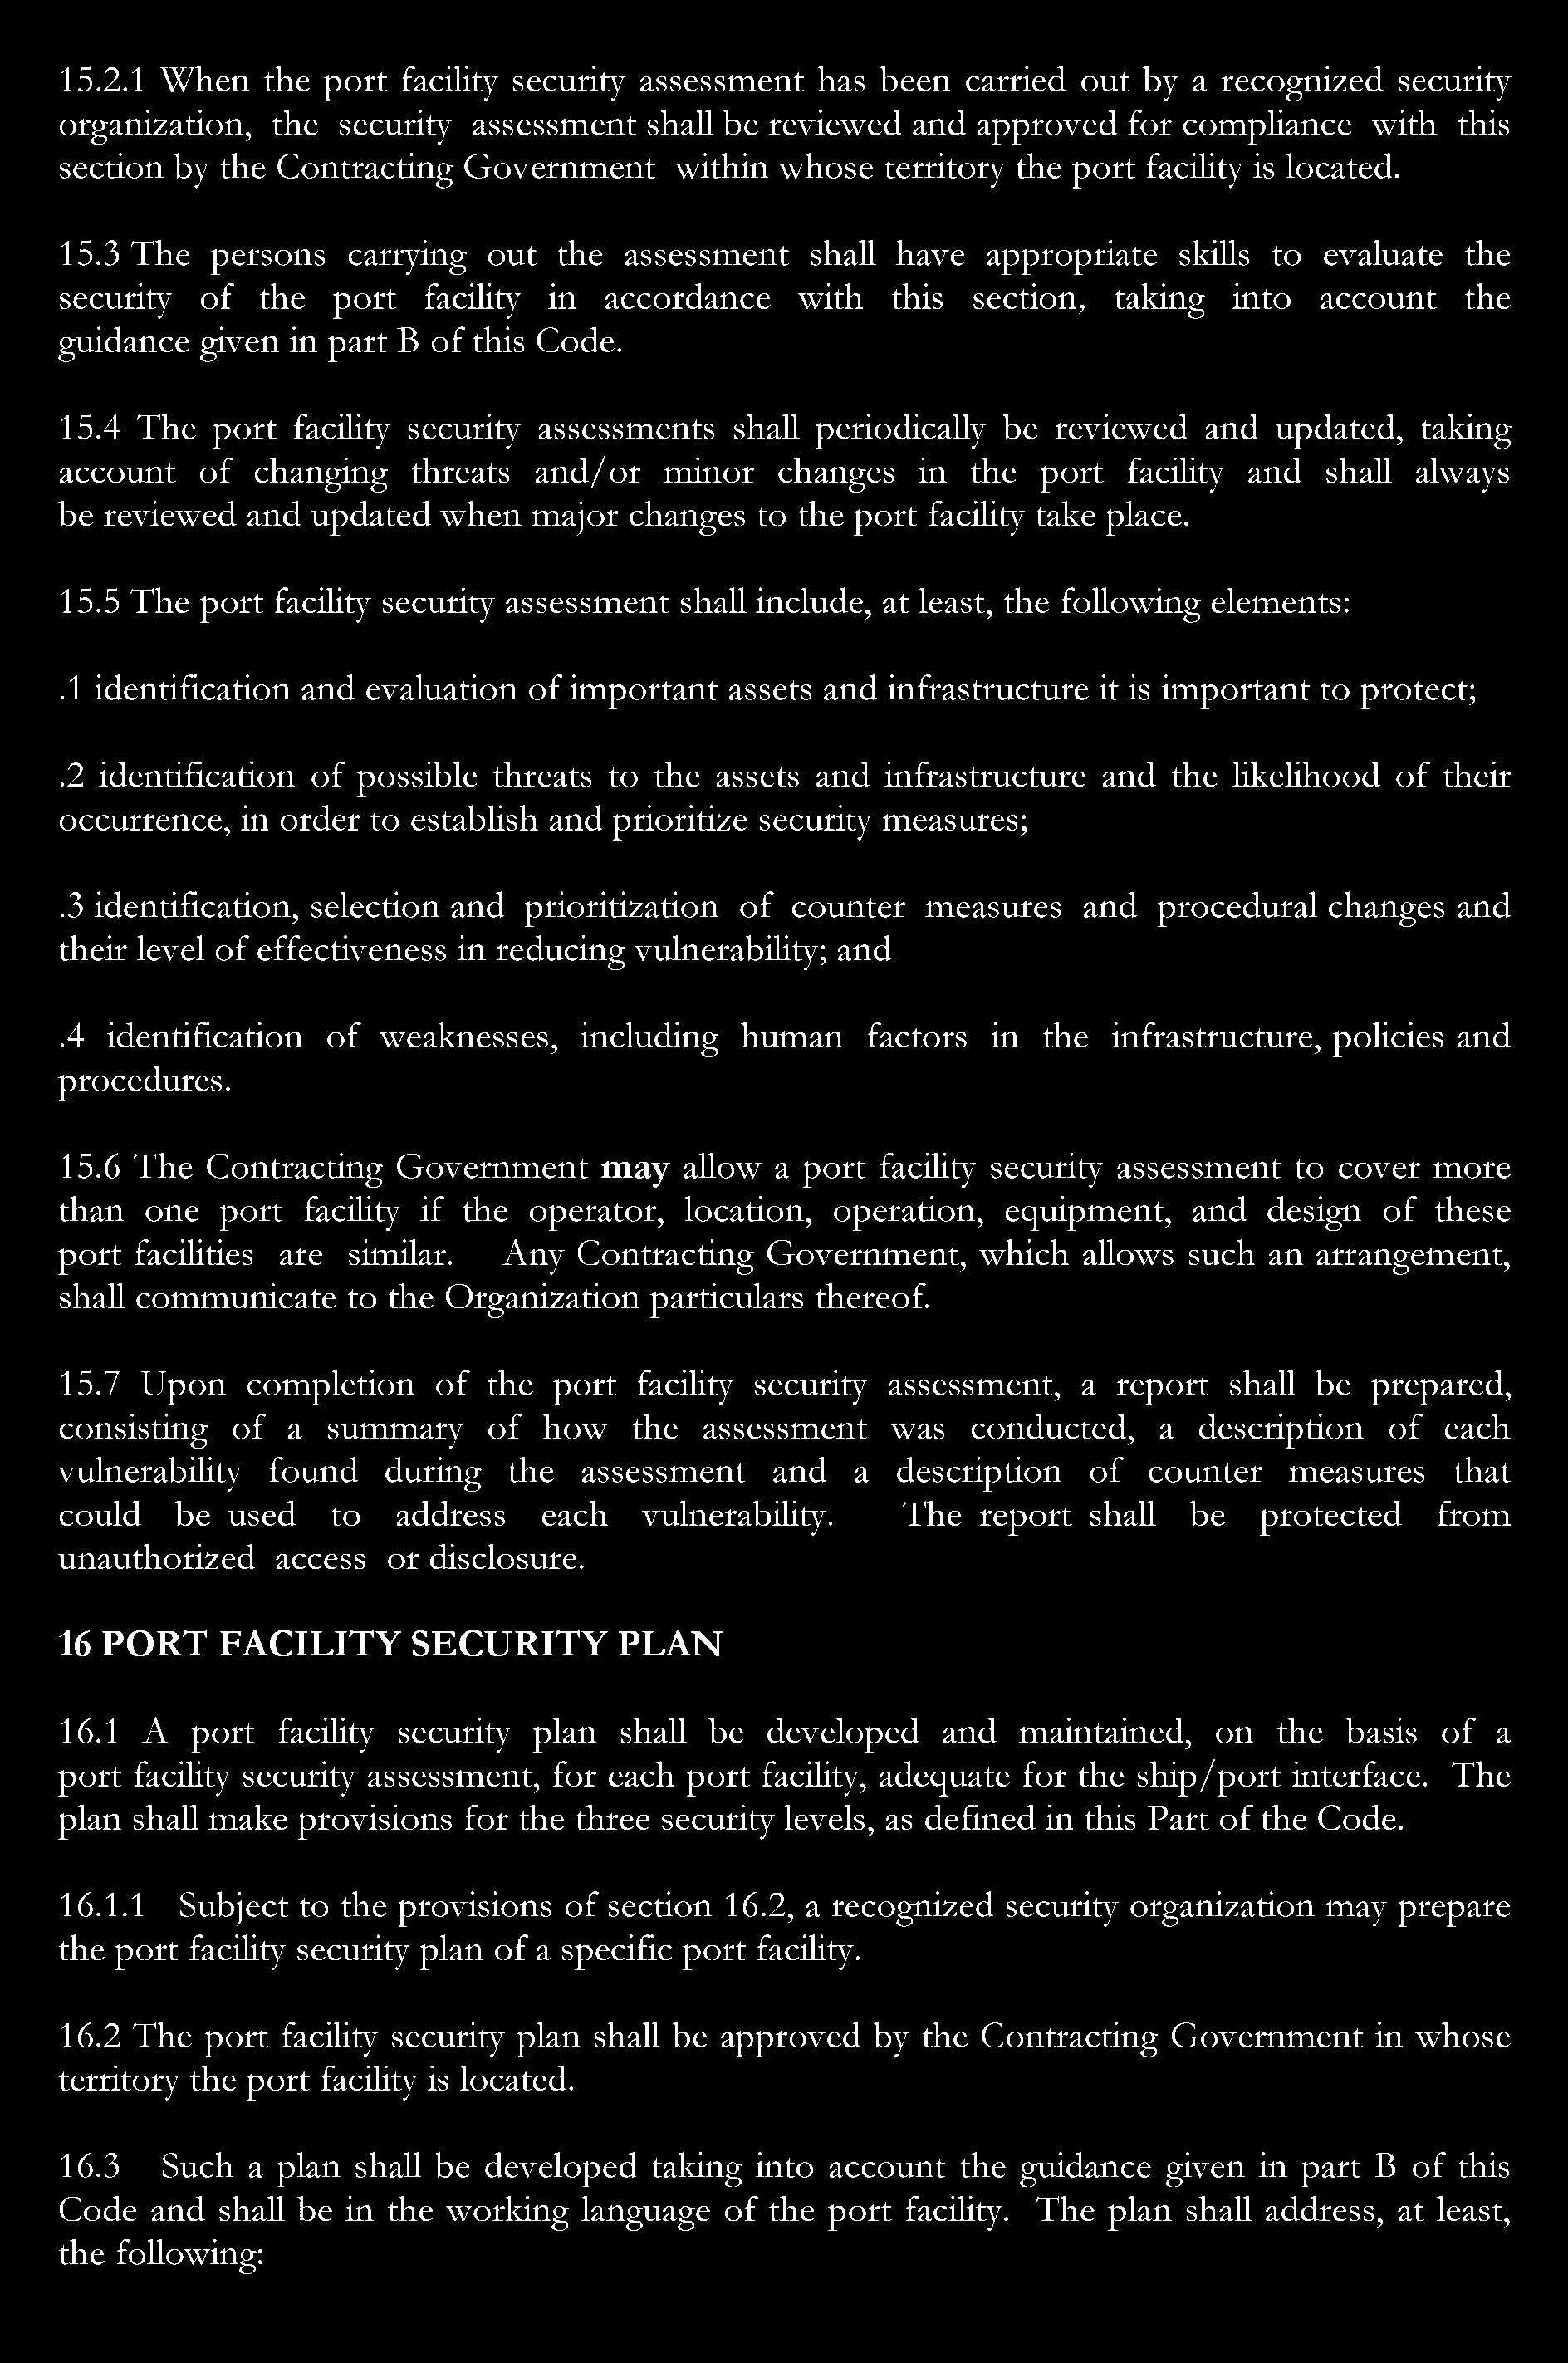 15.2.1 When the port facility security assessment has been carried out by a recognized security
organization, the security assessment shall be reviewed and approved for compliance with this
section by the Contracting Government within whose territory the port facility is located.
15.3 The persons carrying out the assessment shall have appropriate skills to evaluate the
security of the port facility in accordance with this section, taking into account the
guidance given in part B of this Code.
15.4 The port facility security assessments shall periodically be reviewed and updated, taking
account of changing threats and/or minor changes in the port facility and shall always
be reviewed and updated when major changes to the port facility take place.
15.5 The port facility security assessment shall include, at least, the following elements:
.1 identification and evaluation of important assets and infrastructure it is important to protect;
.2 identification of possible threats to the assets and infrastructure and the likelihood of their
occurrence, in order to establish and prioritize security measures;
.3 identification, selection and prioritization of counter measures and procedural changes and
their level of effectiveness in reducing vulnerability; and
.4 identification of weaknesses, including human factors in the infrastructure, policies and
procedures.
15.6 The Contracting Government may allow a port facility security assessment to cover more
than one port facility if the operator, location, operation, equipment, and design of these
port facilities are similar. Any Contracting Government, which allows such an arrangement,
shall communicate to the Organization particulars thereof.
15.7 Upon completion of the port facility security assessment, a report shall be prepared,
consisting of a summary of how the assessment was conducted, a description of each
vulnerability found during the assessment and a description of counter measures that
could be used to address each vulnerability. The report shall be protected from
unauthorized access or disclosure.
16 PORT FACILITY SECURITY PLAN
16.1 A port facility security plan shall be developed and maintained, on the basis of a
port facility security assessment, for each port facility, adequate for the ship/port interface. The
plan shall make provisions for the three security levels, as defined in this Part of the Code.
16.1.1 Subject to the provisions of section 16.2, a recognized security organization may prepare
the port facility security plan of a specific port facility.
16.2 The port facility security plan shall be approved by the Contracting Government in whose
territory the port facility is located.
16.3 Such a plan shall be developed taking into account the guidance given in part B of this
Code and shall be in the working language of the port facility. The plan shall address, at least,
the following: